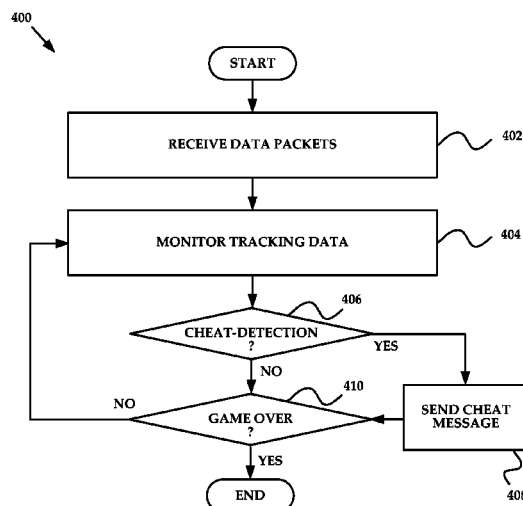 400
START
RECEIVE DATA PACKETS
402
MONITOR TRACKING DATA
404
406
CHEAT-DETECTION
?
YES
NO
410
NO
GAME OVER
?
SEND CHEAT
MESSAGE
YES
END